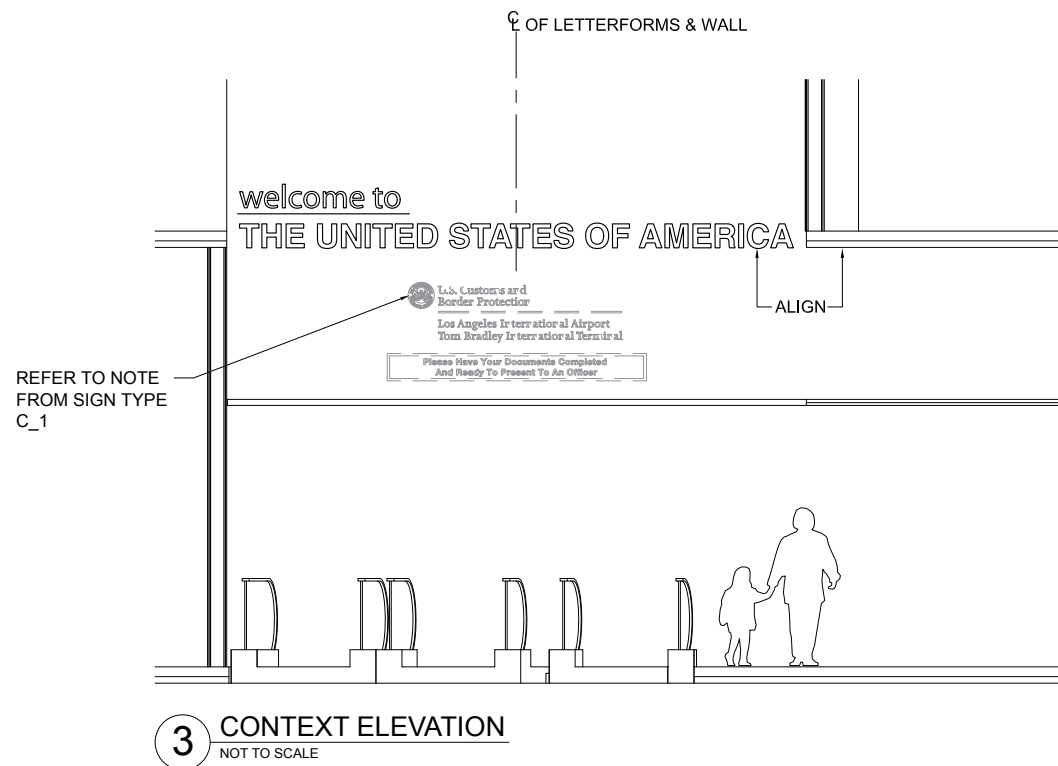 ℄ OF LETTERFORMS & WALL
welcome to
THE UNITED STATES OF AMERICA
U.S. Customs and
Border Protection
Los Angeles International Airport
Tom Bradley International Terminal
Please Have Your Documents Completed
And Ready To Present To An Officer
ALIGN
REFER TO NOTE
FROM SIGN TYPE
C_1
3
CONTEXT ELEVATION
NOT TO SCALE